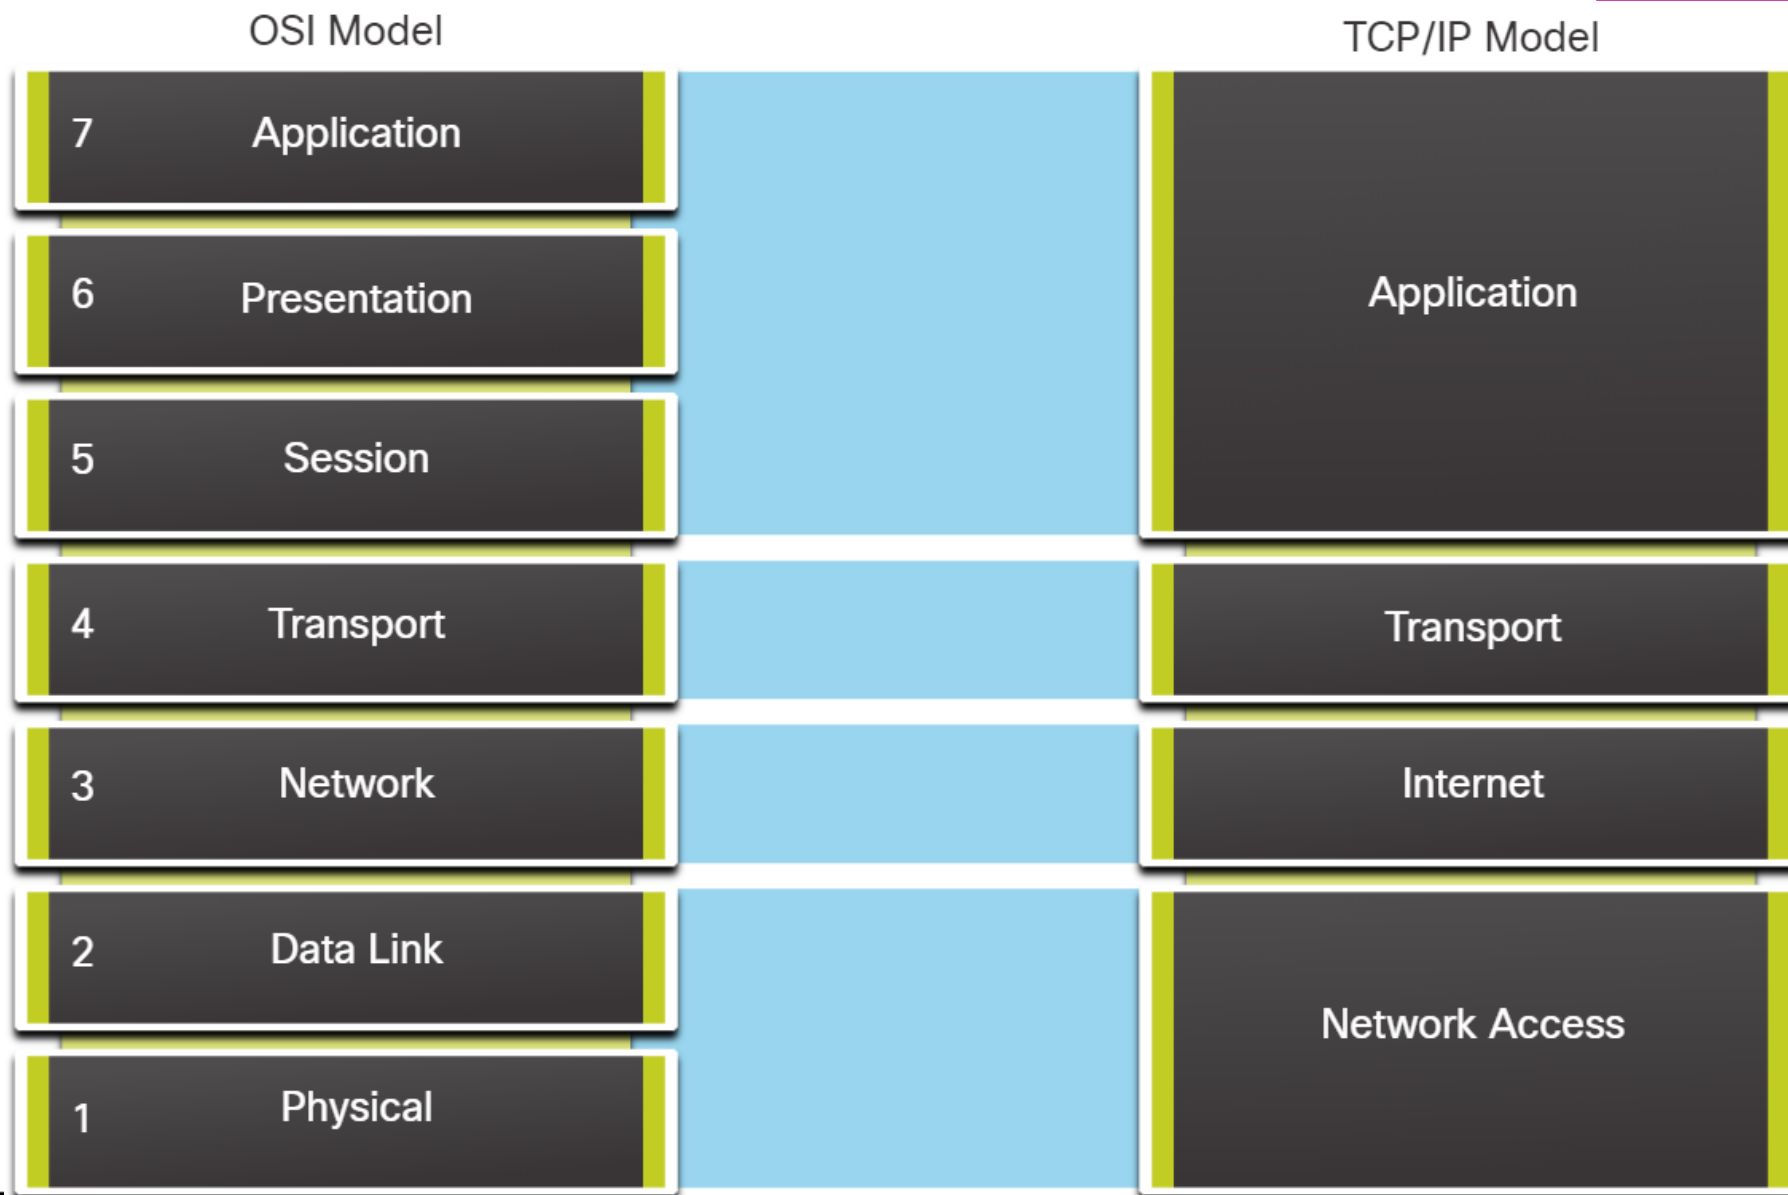 OSI Model
TCP/IP Model
7 Application
6 Presentation
5 Session
4 Transport
3 Network
2 Data Link
1 Physical
Application
Transport
Internet
Network Access